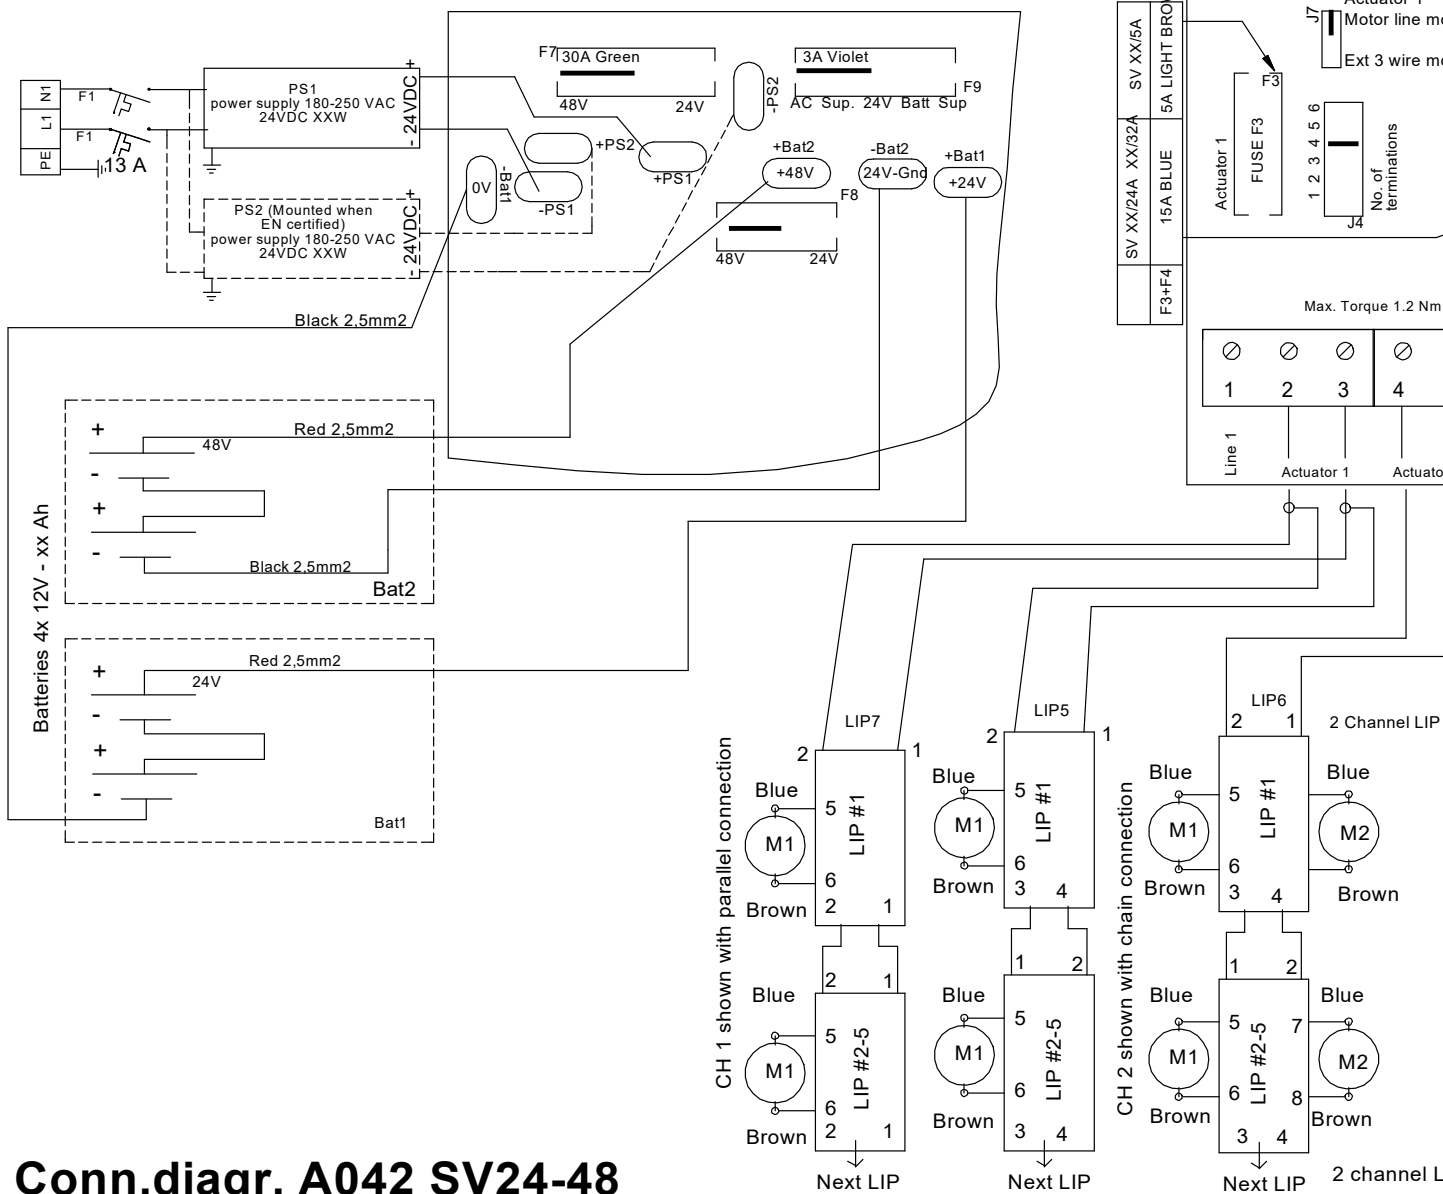 N1
L1
PE
F1
F1
13 A
PS1
power supply 180-250 VAC
24VDC XXW
+
24VDC
-
PS2 (Mounted when
EN certified)
power supply 180-250 VAC
24VDC XXW
+
24VDC
-
F7
30A Green
48V
24V
3A Violet
F9
AC Sup. 24V Batt Sup
-PS2
+PS2
+PS1
0V
-Bat1
-PS1
+Bat2
+48V
-Bat2
24V-Gnd
+Bat1
+24V
F8
48V
24V
Black 2,5mm2
Batteries 4x 12V - xx Ah
+
48V
Red 2,5mm2
-
+
-
Black 2,5mm2
Bat2
+
24V
Red 2,5mm2
-
+
-
Bat1
SV XX/5A
5A LIGHT
SV XX/24A XX/32A
15A BLUE
F3+F4
J7
Motor line
Ext 3 wire
F3
Actuator 1
FUSE F3
1 2 3 4 5 6
No. of
terminations
J4
Max. Torque 1.2 Nm
1
2
3
4
Line 1
Actuator 1
CH 1 shown with parallel connection
LIP7
2
1
Blue
5
M1
LIP #1
6
Brown
2
1
2
1
Blue
5
M1
LIP #2-5
6
Brown
2
1
Next LIP
LIP5
2
1
Blue
5
M1
LIP #1
6
Brown
3
4
1
2
Blue
5
M1
LIP #2-5
6
Brown
3
4
Next LIP
CH 2 shown with chain connection
LIP6
2
1
2 Channel LIP
Blue
Blue
5
M1
LIP #1
M2
6
Brown
Brown
3
4
1
2
Blue
Blue
5
7
M1
LIP #2-5
M2
6
8
Brown
Brown
3
4
Next LIP
2 channel
Conn.diagr. A042 SV24-48